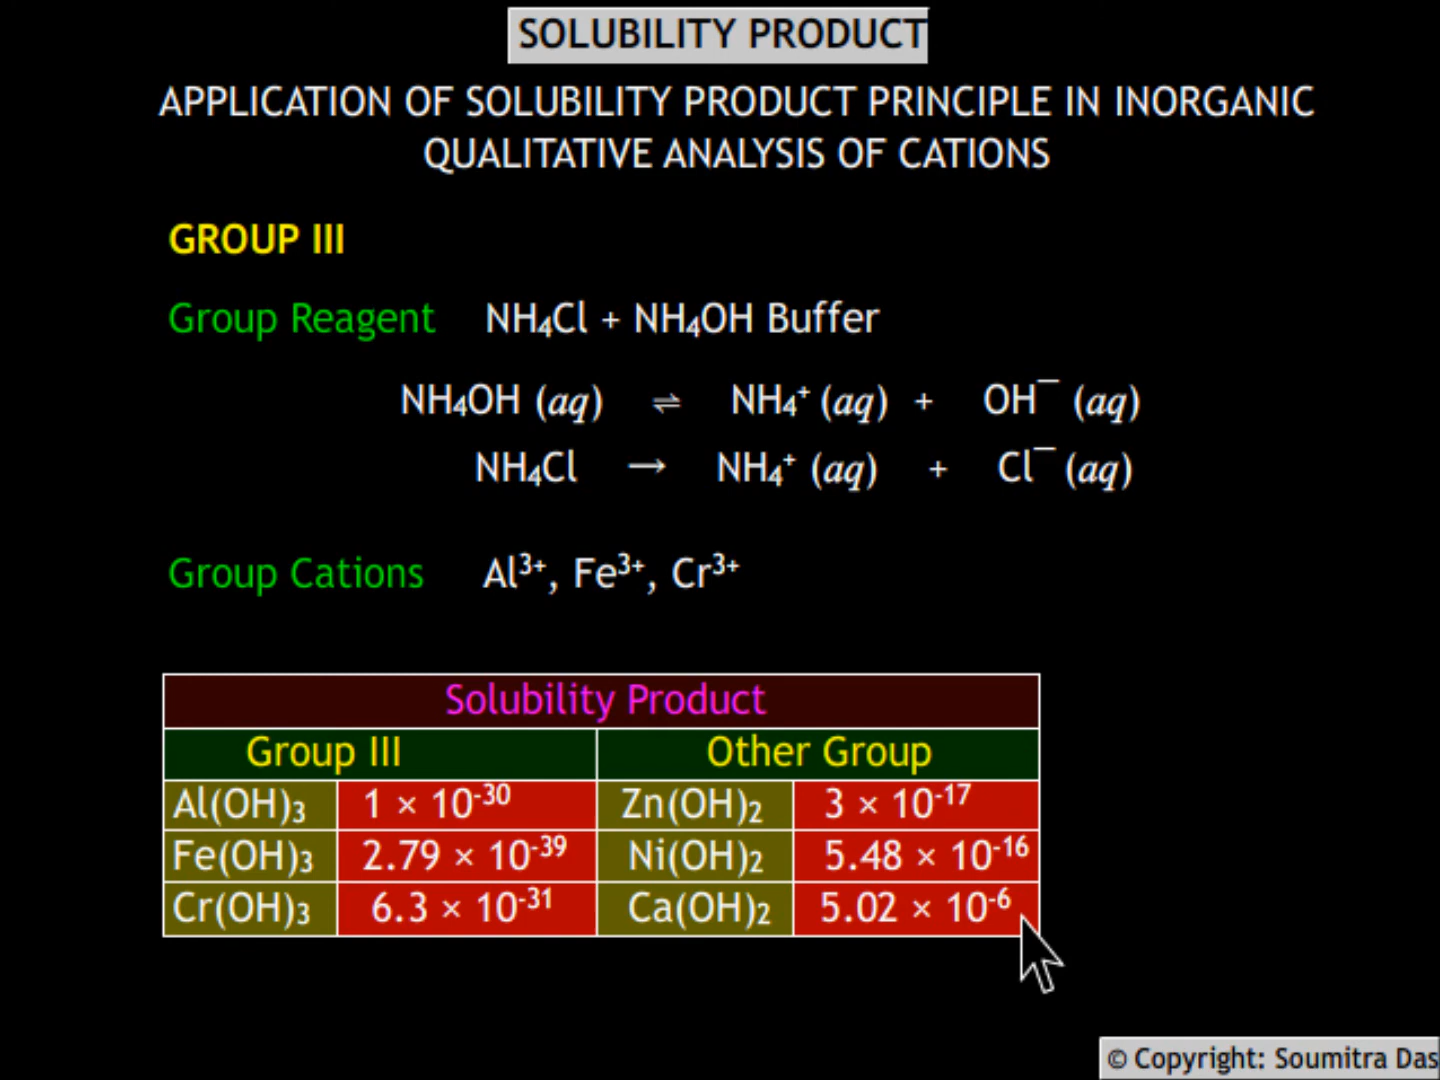 SOLUBILITY PRODUCT
APPLICATION OF SOLUBILITY PRODUCT PRINCIPLE IN INORGANIC
QUALITATIVE ANALYSIS OF CATIONS
GROUP III
Group Reagent NH₄Cl + NH₄OH Buffer
NH₄OH (aq) ⇌ NH₄⁺ (aq) + OH⁻ (aq)
NH₄Cl → NH₄⁺ (aq) + Cl⁻ (aq)
Group Cations Al³⁺, Fe³⁺, Cr³⁺
Solubility Product
Group III Other Group
Al(OH)₃ 1 × 10⁻³⁰ Zn(OH)₂ 3 × 10⁻¹⁷
Fe(OH)₃ 2.79 × 10⁻³⁹ Ni(OH)₂ 5.48 × 10⁻¹⁶
Cr(OH)₃ 6.3 × 10⁻³¹ Ca(OH)₂ 5.02 × 10⁻⁶
© Copyright: Soumitra Das